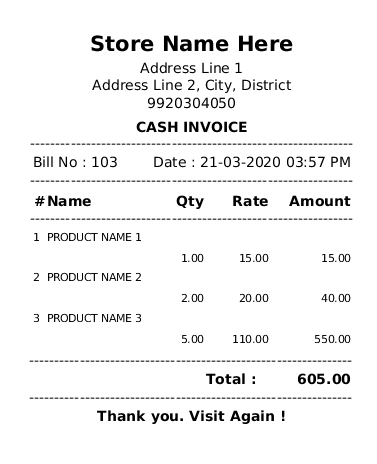 Store Name Here
Address Line 1
Address Line 2, City, District
9920304050
CASH INVOICE
--------------------------------------------------------------------------------
Bill No : 103 Date : 21-03-2020 03:57 PM
--------------------------------------------------------------------------------
#Name Qty Rate Amount
--------------------------------------------------------------------------------
1 PRODUCT NAME 1
1.00 15.00 15.00
2 PRODUCT NAME 2
2.00 20.00 40.00
3 PRODUCT NAME 3
5.00 110.00 550.00
--------------------------------------------------------------------------------
Total : 605.00
--------------------------------------------------------------------------------
Thank you. Visit Again !